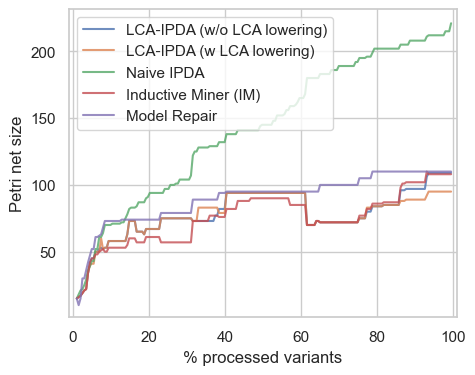 LCA-IPDA (w/o LCA lowering)
LCA-IPDA (w LCA lowering)
Naive IPDA
Inductive Miner (IM)
Model Repair
Petri net size
200
150
100
50
0
20
40
60
80
100
% processed variants